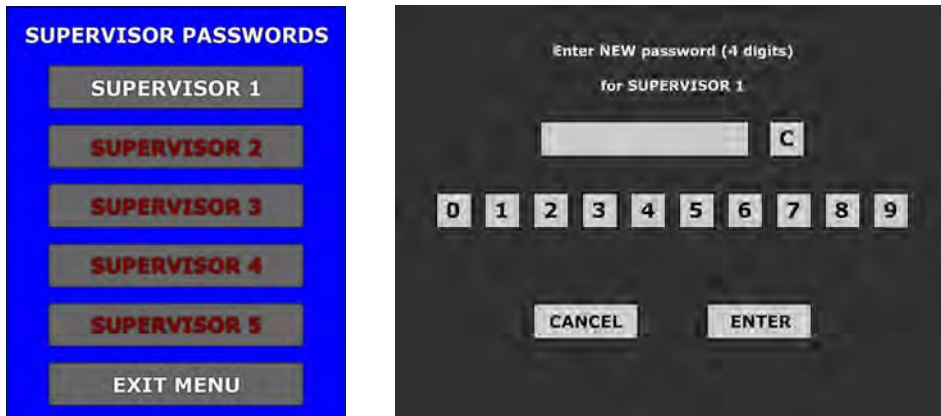 SUPERVISOR PASSWORDS
SUPERVISOR 1
SUPERVISOR 2
SUPERVISOR 3
SUPERVISOR 4
SUPERVISOR 5
EXIT MENU
Enter NEW password (4 digits)
for SUPERVISOR 1
C
0 1 2 3 4 5 6 7 8 9
CANCEL ENTER